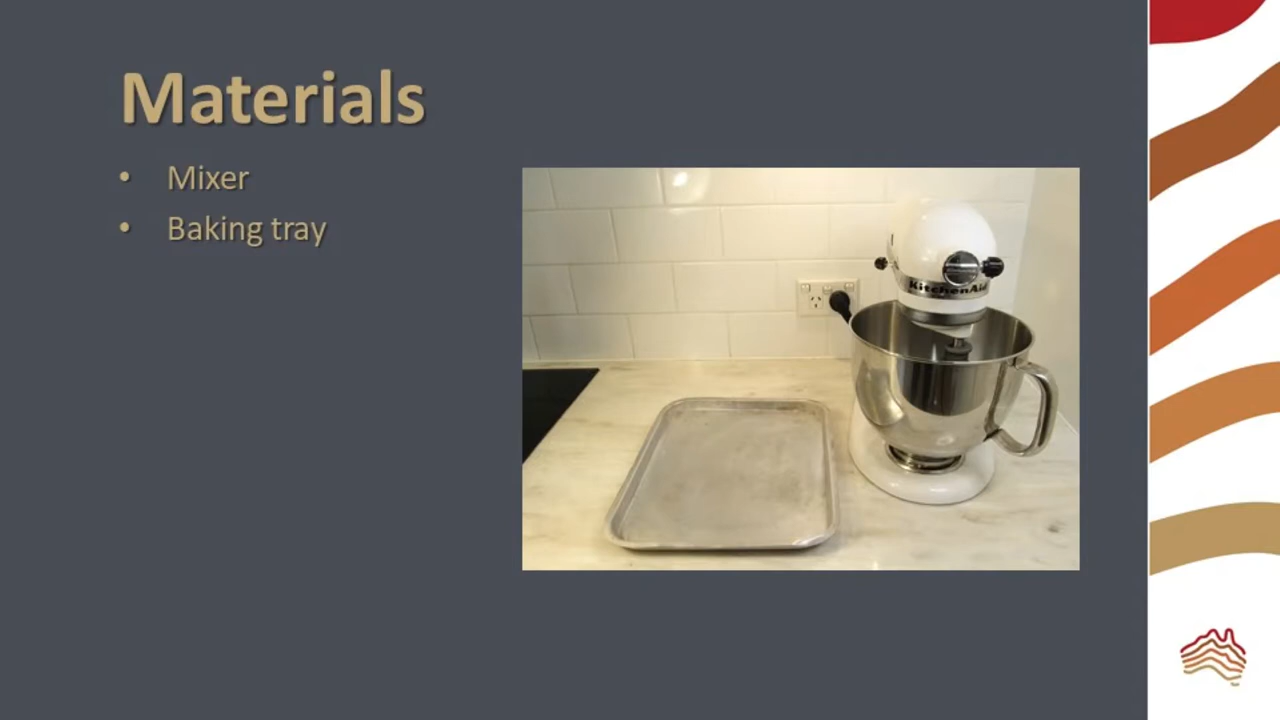 Materials
• Mixer
• Baking tray
KitchenAid